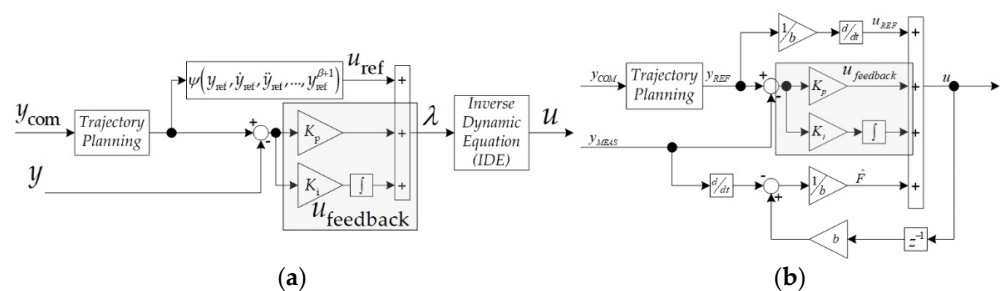 y_com
Trajectory Planning
ψ(y_ref, ẏ_ref, ÿ_ref, ..., y_ref^β+1)
u_ref
+
-
K_p
K_i
∫
+
+
+
u_feedback
λ
Inverse Dynamic Equation (IDE)
u
y
(a)
y_COM
Trajectory Planning
y_REF
1/b
d/dt
u_REF
+
-
u_feedback
K_p
K_i
∫
+
+
+
+
u
y_MEAS
d/dt
-
+
1/b
F̂
b
z⁻¹
(b)